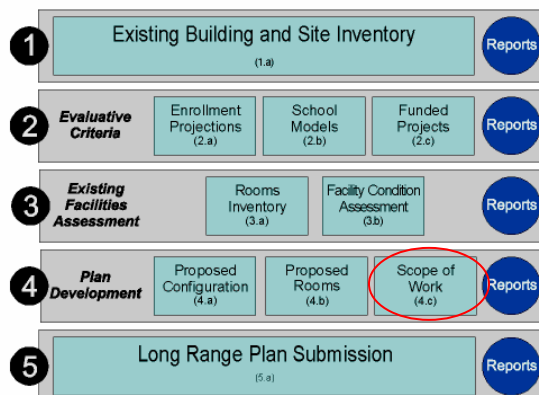 1
Existing Building and Site Inventory
(1.a)
Reports
2
Evaluative
Criteria
Enrollment
Projections
(2.a)
School
Models
(2.b)
Funded
Projects
(2.c)
Reports
3
Existing
Facilities
Assessment
Rooms
Inventory
(3.a)
Facility Condition
Assessment
(3.b)
Reports
4
Plan
Development
Proposed
Configuration
(4.a)
Proposed
Rooms
(4.b)
Scope of
Work
(4.c)
Reports
5
Long Range Plan Submission
(5.a)
Reports